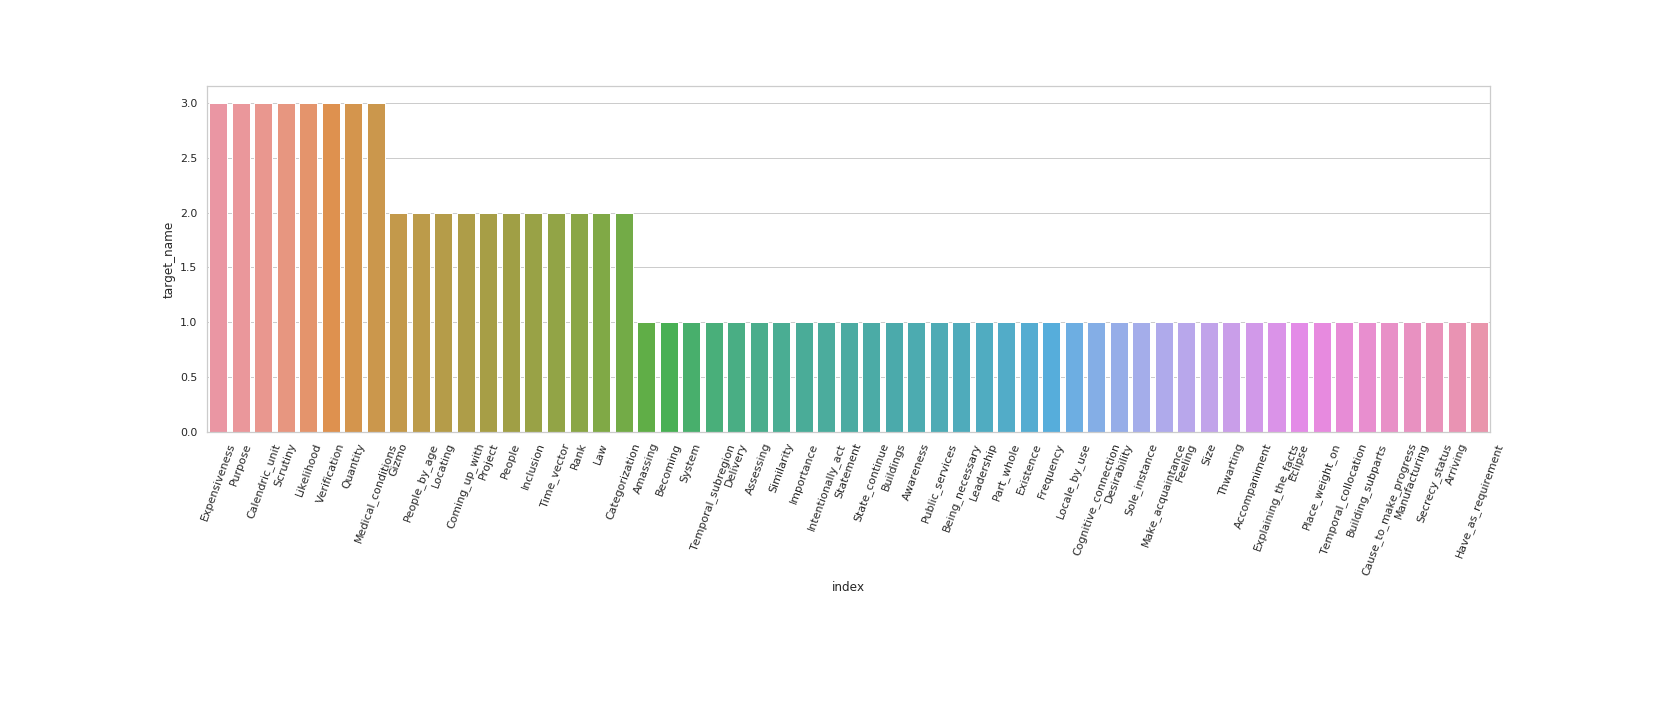 target_name
3.0
2.5
2.0
1.5
1.0
0.5
0.0
Expensiveness
Purpose
Calendric_unit
Scrutiny
Likelihood
Verification
Quantity
Medical_conditions
Gizmo
People_by_age
Locating
Coming_up_with
Project
People
Inclusion
Time_vector
Rank
Law
Categorization
Amassing
Becoming
System
Temporal_subregion
Delivery
Assessing
Similarity
Importance
Intentionally_act
Statement
State_continue
Buildings
Awareness
Public_services
Being_necessary
Leadership
Part_whole
Existence
Frequency
Locale_by_use
Cognitive_connection
Desirability
Sole_instance
Make_acquaintance
Feeling
Size
Thwarting
Accompaniment
Explaining_the_facts
Eclipse
Place_weight_on
Temporal_collocation
Building_subparts
Cause_to_make_progress
Manufacturing
Secrecy_status
Arriving
Have_as_requirement
index